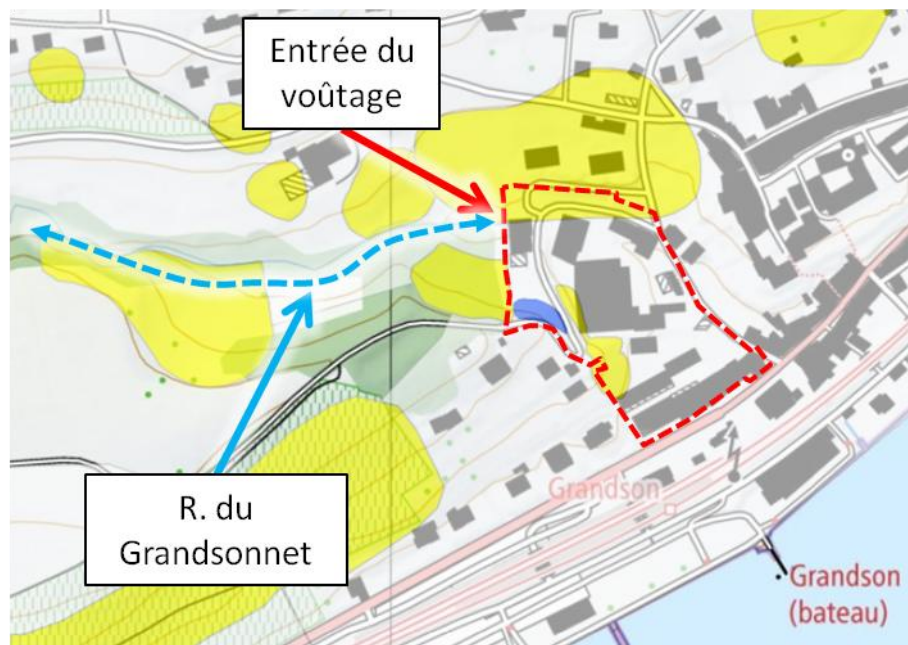 Entrée du
voûtage
R. du
Grandsonnet
Grandson
Grandson
(bateau)